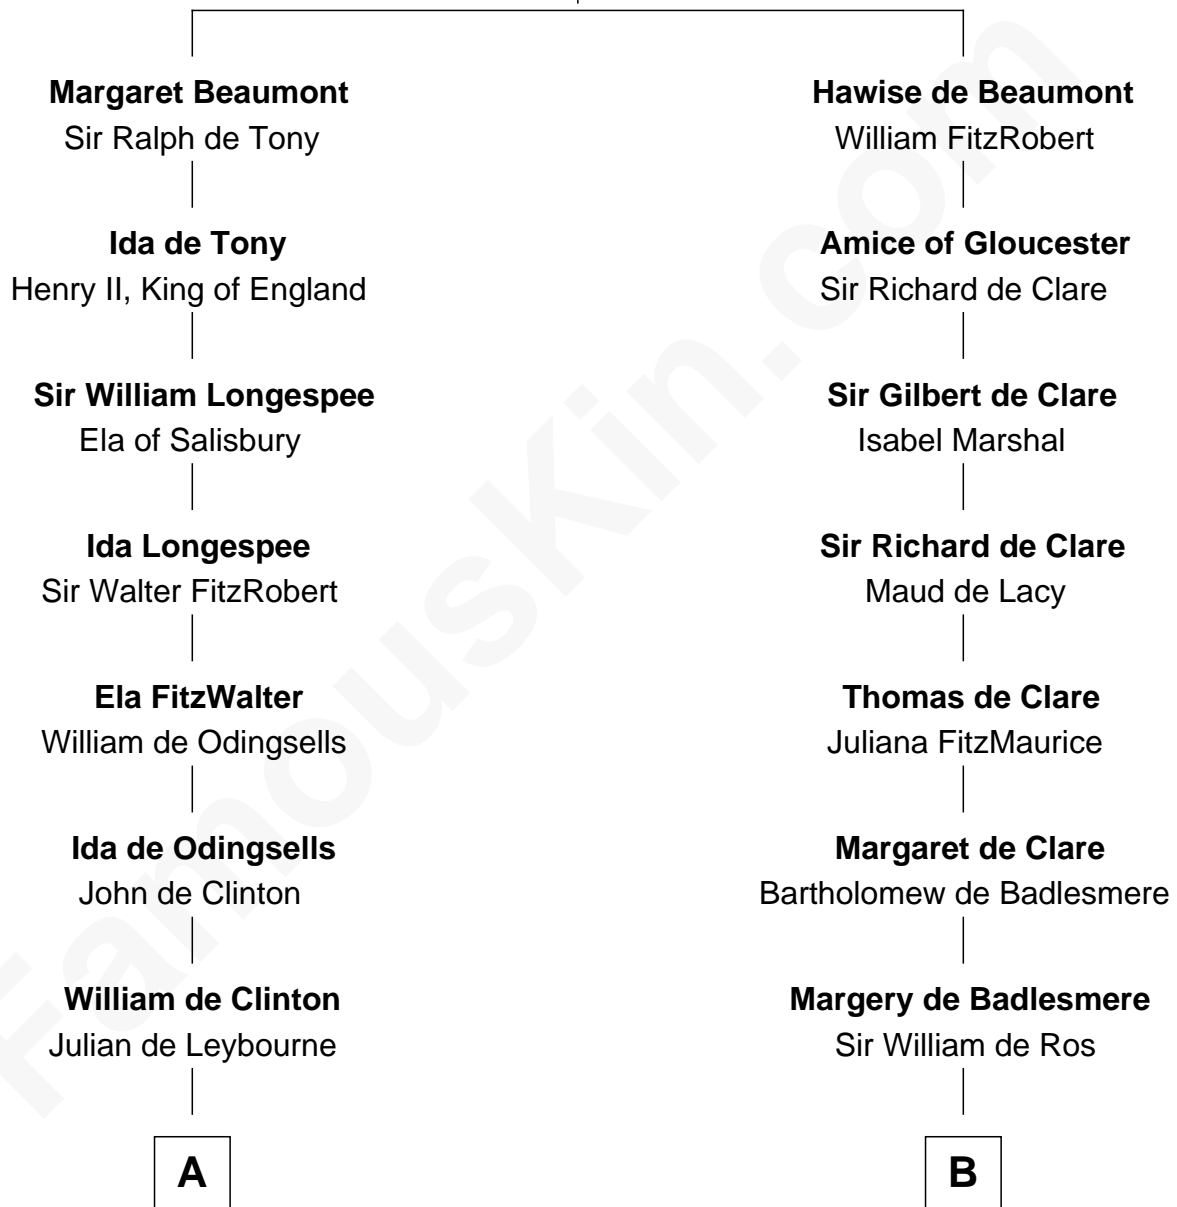 Margaret Beaumont
Sir Ralph de Tony
Hawise de Beaumont
William FitzRobert
Ida de Tony
Henry II, King of England
Amice of Gloucester
Sir Richard de Clare
Sir William Longespee
Ela of Salisbury
Sir Gilbert de Clare
Isabel Marshal
Ida Longespee
Sir Walter FitzRobert
Sir Richard de Clare
Maud de Lacy
Ela FitzWalter
William de Odingsells
Thomas de Clare
Juliana FitzMaurice
Ida de Odingsells
John de Clinton
Margaret de Clare
Bartholomew de Badlesmere
William de Clinton
Julian de Leybourne
Margery de Badlesmere
Sir William de Ros
A
B
FamousKin.com